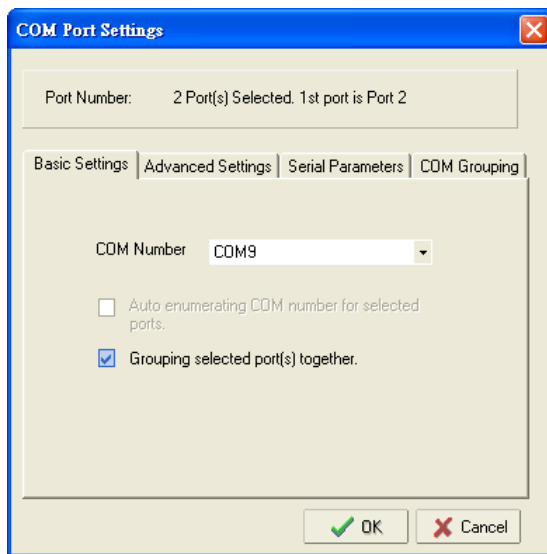 COM Port Settings
Port Number: 2 Port(s) Selected. 1st port is Port 2
Basic Settings Advanced Settings Serial Parameters COM Grouping
COM Number COM9
Auto enumerating COM number for selected
ports.
Grouping selected port(s) together.
OK Cancel